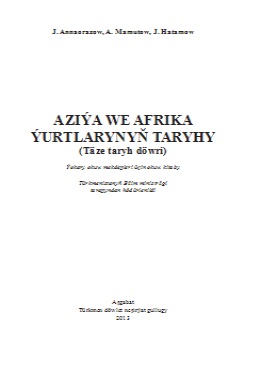 J. Annaorazow, A. Mamutow, J. Hatamow
AZIÝA WE AFRIKA
ÝURTLARYNYŇ TARYHY
(Täze taryh döwri)
Ýokary okuw mekdepleri üçin okuw kitaby
Türkmenistanyň Bilim ministrligi
tarapyndan hödürlenildi
Aşgabat
Türkmen döwlet neşirýat gullugy
2013